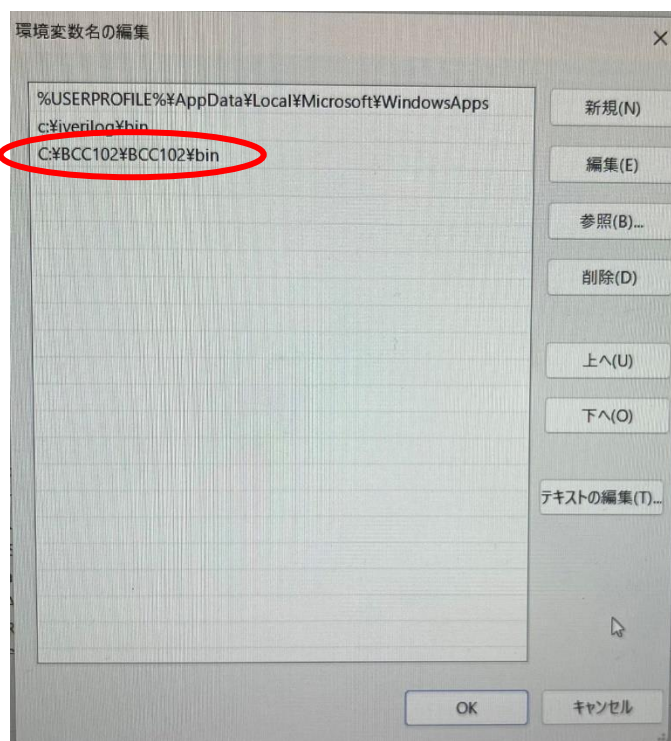 環境変数名の編集
%USERPROFILE%¥AppData¥Local¥Microsoft¥WindowsApps
c:¥iverilog¥bin
C:¥BCC102¥BCC102¥bin
新規(N)
編集(E)
参照(B)...
削除(D)
上へ(U)
下へ(O)
テキストの編集(T)...
OK
キャンセル